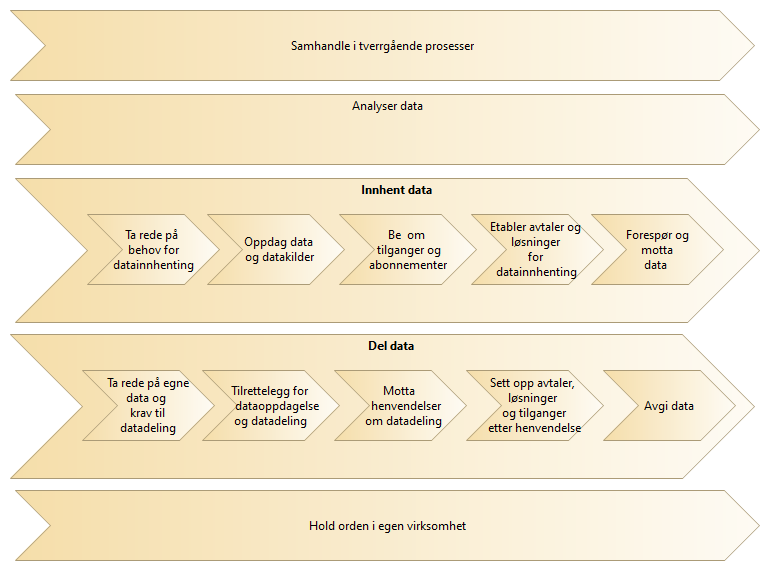 Samhandle i tverrgående prosesser
Analyser data
Innhent data
Ta rede på
behov for
datainnhenting
Oppdag data
og datakilder
Be  om
tilganger og
abonnementer
Etabler avtaler og
løsninger
for
datainnhenting
Forespør og
motta
data
Del data
Ta rede på egne
data og
krav til
datadeling
Tilrettelegg for
dataoppdagelse
og datadeling
Motta
henvendelser
om datadeling
Sett opp avtaler,
løsninger
og tilganger
etter henvendelse
Avgi data
Hold orden i egen virksomhet